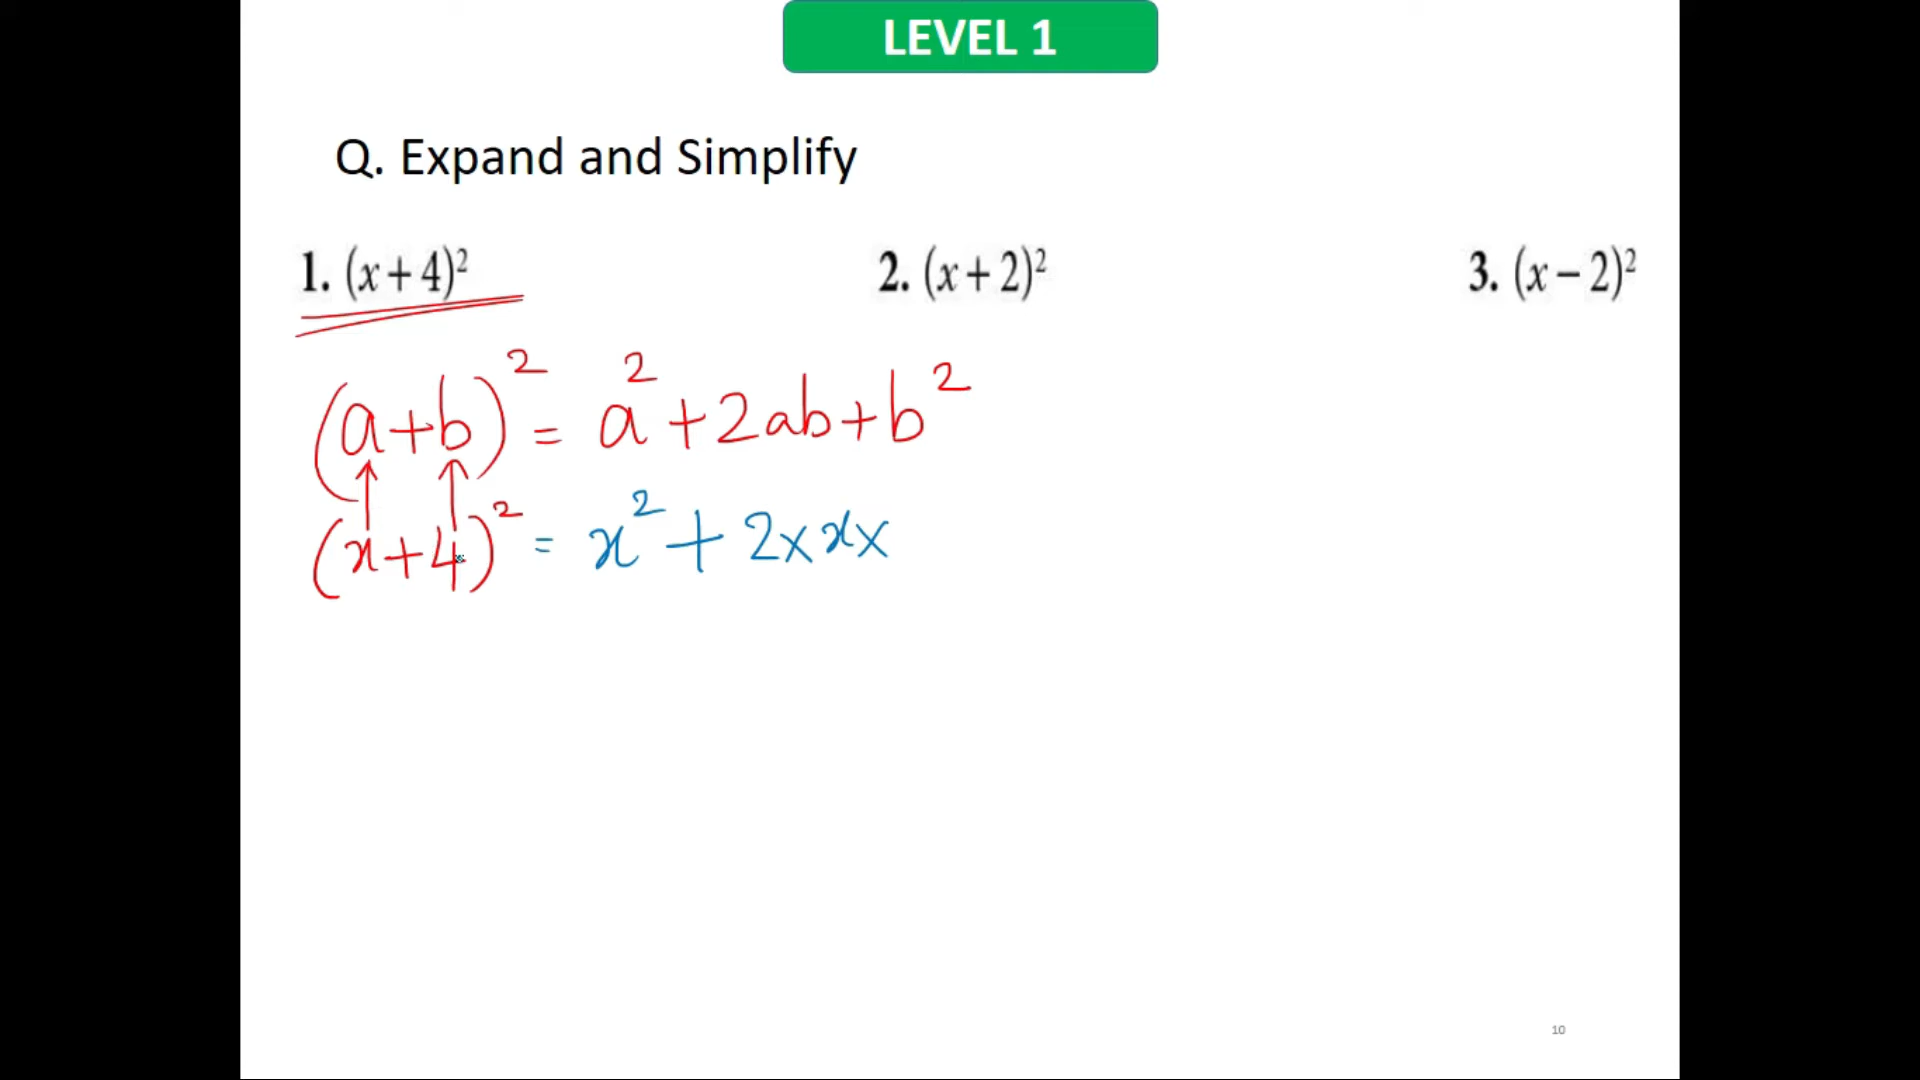 LEVEL 1
Q. Expand and Simplify
1. (x + 4)² 2. (x + 2)² 3. (x − 2)²
(a+b)² = a² + 2ab + b²
(x+4)² = x² + 2 × x ×
10